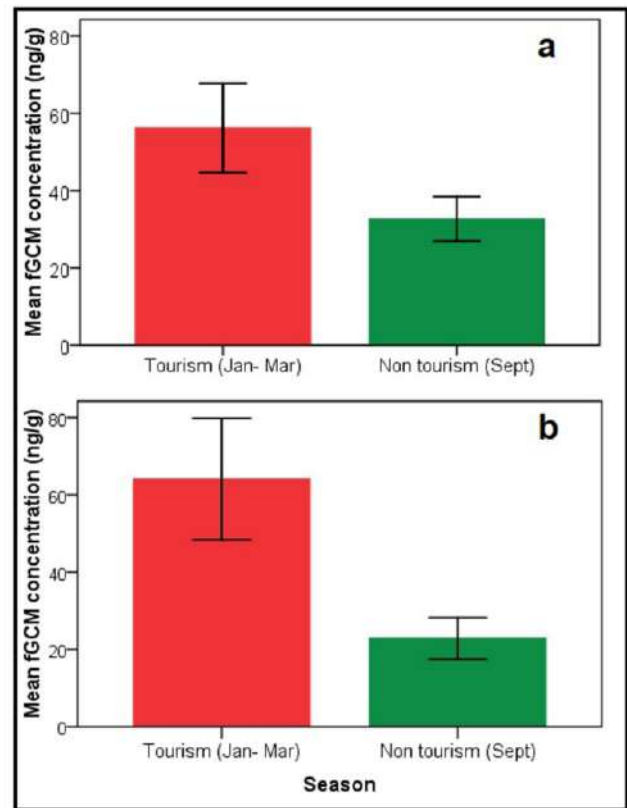 a
Mean fGCM concentration (ng/g)
80
60
40
20
0
Tourism (Jan- Mar)
Non tourism (Sept)
b
Mean fGCM concentration (ng/g)
80
60
40
20
0
Tourism (Jan- Mar)
Non tourism (Sept)
Season